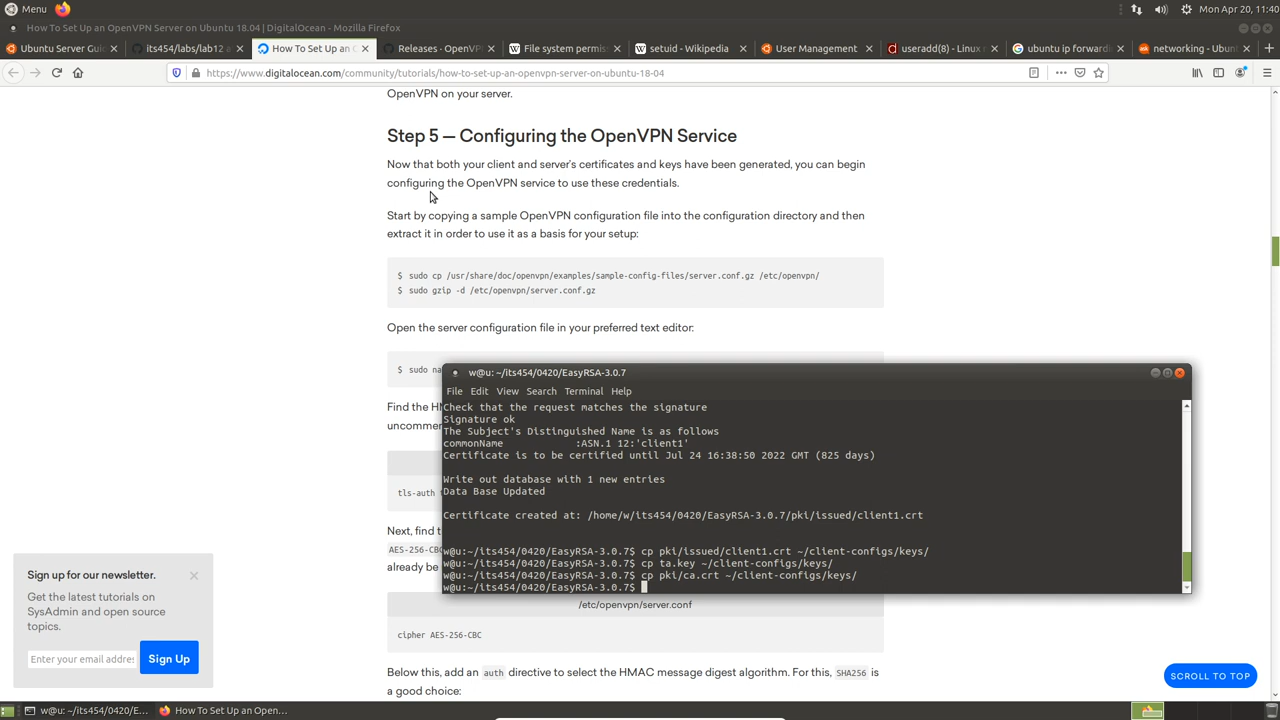 Menu
Mon Apr 20, 11:40
How To Set Up an OpenVPN Server on Ubuntu 18.04 | DigitalOcean - Mozilla Firefox
Ubuntu Server Guid
its454/labs/lab12 a
How To Set Up an O
Releases - OpenVPN
File system permis
setuid - Wikipedia
User Management
useradd(8) - Linux m
ubuntu ip forwardin
networking - Ubunt
https://www.digitalocean.com/community/tutorials/how-to-set-up-an-openvpn-server-on-ubuntu-18-04
OpenVPN on your server.
Step 5 — Configuring the OpenVPN Service
Now that both your client and server's certificates and keys have been generated, you can begin
configuring the OpenVPN service to use these credentials.
Start by copying a sample OpenVPN configuration file into the configuration directory and then
extract it in order to use it as a basis for your setup:
$ sudo cp /usr/share/doc/openvpn/examples/sample-config-files/server.conf.gz /etc/openvpn/
$ sudo gzip -d /etc/openvpn/server.conf.gz
Open the server configuration file in your preferred text editor:
$ sudo na
Find the HM
uncomment
tls-auth
Next, find t
AES-256-CBC
already be
/etc/openvpn/server.conf
cipher AES-256-CBC
Below this, add an auth directive to select the HMAC message digest algorithm. For this, SHA256 is
a good choice:
w@u: ~/its454/0420/EasyRSA-3.0.7
File Edit View Search Terminal Help
Check that the request matches the signature
Signature ok
The Subject's Distinguished Name is as follows
commonName :ASN.1 12:'client1'
Certificate is to be certified until Jul 24 16:38:50 2022 GMT (825 days)
Write out database with 1 new entries
Data Base Updated
Certificate created at: /home/w/its454/0420/EasyRSA-3.0.7/pki/issued/client1.crt
w@u:~/its454/0420/EasyRSA-3.0.7$ cp pki/issued/client1.crt ~/client-configs/keys/
w@u:~/its454/0420/EasyRSA-3.0.7$ cp ta.key ~/client-configs/keys/
w@u:~/its454/0420/EasyRSA-3.0.7$ cp pki/ca.crt ~/client-configs/keys/
w@u:~/its454/0420/EasyRSA-3.0.7$
Sign up for our newsletter.
Get the latest tutorials on
SysAdmin and open source
topics.
Enter your email addres
Sign Up
SCROLL TO TOP
w@u: ~/its454/0420/E...
How To Set Up an Open...